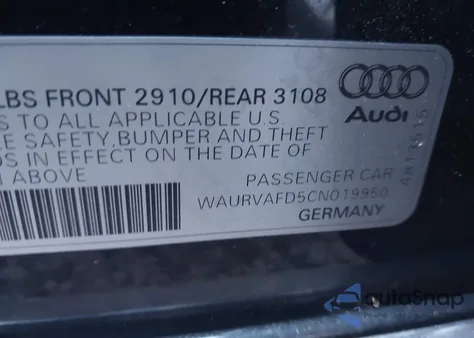 LBS FRONT 2910/REAR 3108
S TO ALL APPLICABLE U.S.
E SAFETY, BUMPER AND THEFT
DS IN EFFECT ON THE DATE OF
ABOVE
Audi
PASSENGER CAR
WAURVAFD5CN019950
GERMANY
autoSnap